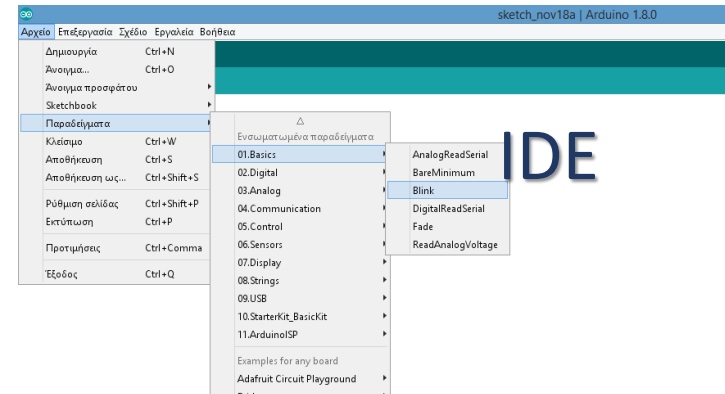 sketch_nov18a | Arduino 1.8.0
Αρχείο Επεξεργασία Σχέδιο Εργαλεία Βοήθεια
Δημιουργία Ctrl+N
Άνοιγμα... Ctrl+O
Άνοιγμα προσφάτου
Sketchbook
Παραδείγματα
Κλείσιμο Ctrl+W
Αποθήκευση Ctrl+S
Αποθήκευση ως... Ctrl+Shift+S
Ρύθμιση σελίδας Ctrl+Shift+P
Εκτύπωση Ctrl+P
Προτιμήσεις Ctrl+Comma
Έξοδος Ctrl+Q
Ενσωματωμένα παραδείγματα
01.Basics
02.Digital
03.Analog
04.Communication
05.Control
06.Sensors
07.Display
08.Strings
09.USB
10.StarterKit_BasicKit
11.ArduinoISP
Examples for any board
Adafruit Circuit Playground
AnalogReadSerial
BareMinimum
Blink
DigitalReadSerial
Fade
ReadAnalogVoltage
IDE